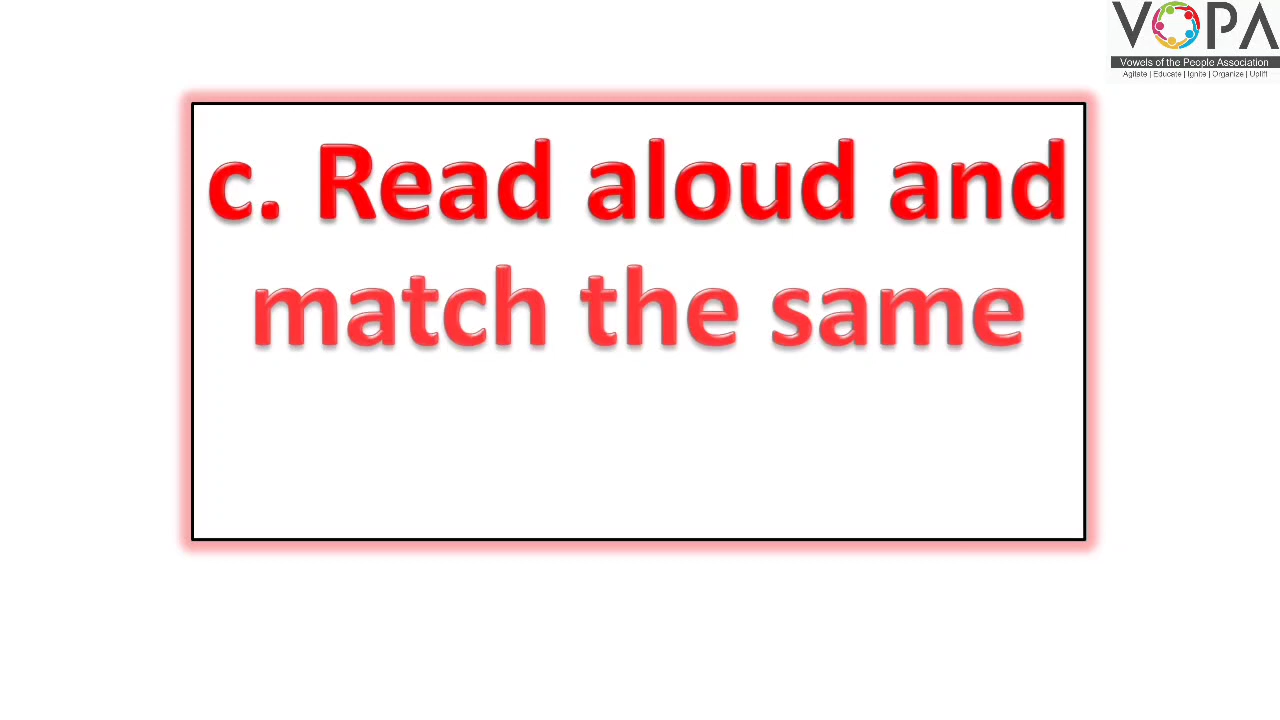 VOPA
Vowels of the People Association
Agitate | Educate | Ignite | Organize | Uplift
c. Read aloud and
match the same